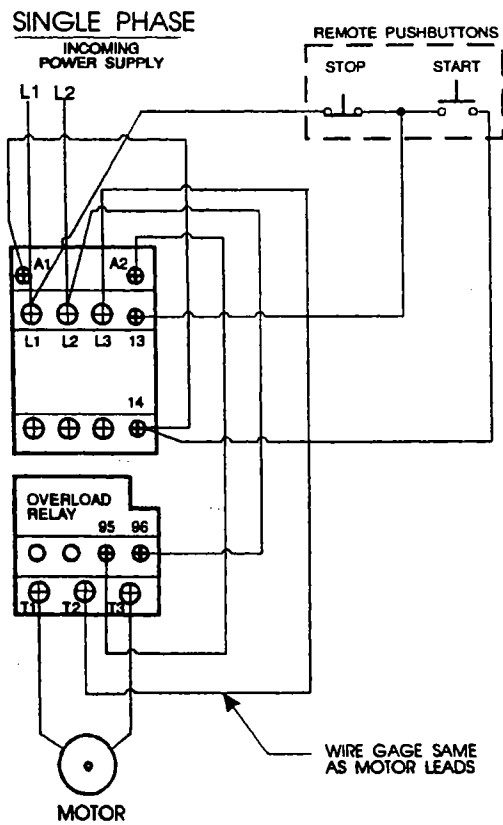 SINGLE PHASE
INCOMING
POWER SUPPLY
REMOTE PUSHBUTTONS
STOP START
L1 L2
A1 A2
L1 L2 L3 13
14
OVERLOAD
RELAY
95 96
T1 T2 T3
WIRE GAGE SAME
AS MOTOR LEADS
MOTOR